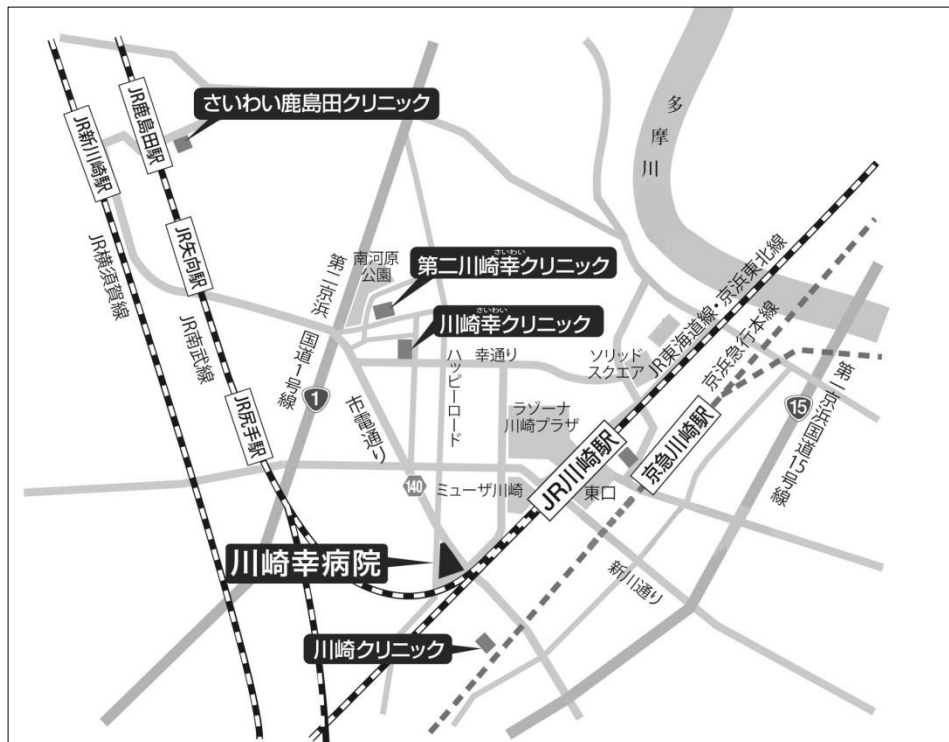 さいわい鹿島田クリニック
JR鹿島田駅
JR新川崎駅
多摩川
JR矢向駅
JR横須賀線
JR南武線
第二京浜
国道1号線
南河原
公園
さいわい
第二川崎幸クリニック
さいわい
川崎幸クリニック
JR東海道線・京浜東北線
京浜急行本線
ハッピーロード
幸通り
ソリッド
スクエア
第一京浜国道15号線
15
1
JR尻手駅
市電通り
ラゾーナ
川崎プラザ
京急川崎駅
JR川崎駅
140
ミューザ川崎
東口
川崎幸病院
新川通り
川崎クリニック